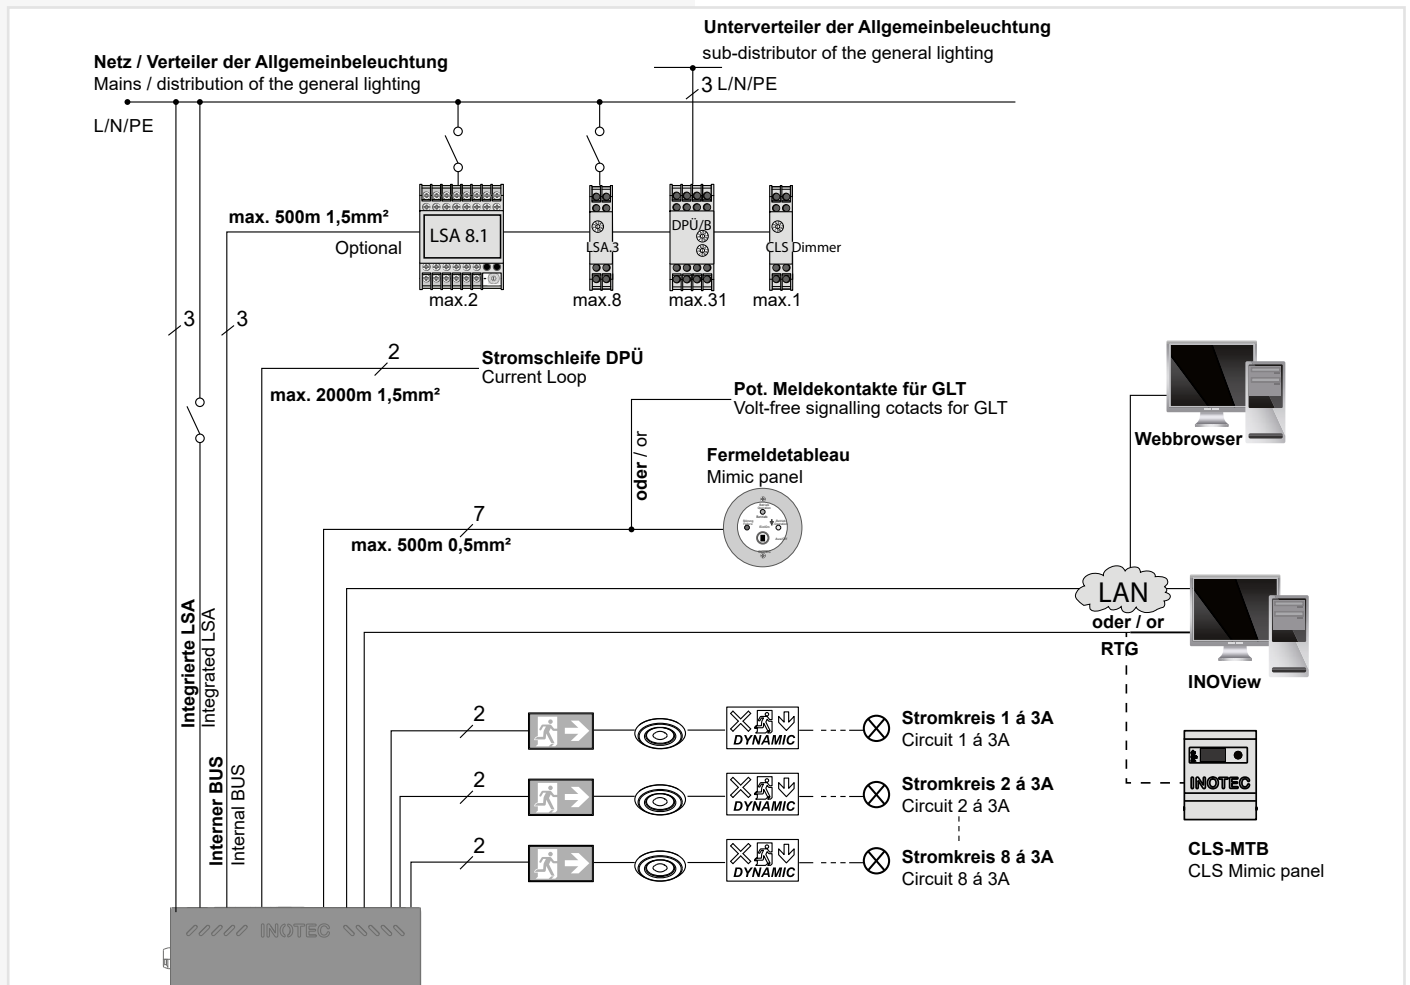 Unterverteiler der Allgemeinbeleuchtung
sub-distributor of the general lighting
Netz / Verteiler der Allgemeinbeleuchtung
Mains / distribution of the general lighting
3 L/N/PE
L/N/PE
max. 500m 1,5mm²
Optional
LSA 8.1
max.2
LSA.3
max.8
DPÜ/B
max.31
CLS Dimmer
max.1
3
3
2
Stromschleife DPÜ
Current Loop
max. 2000m 1,5mm²
Pot. Meldekontakte für GLT
Volt-free signalling cotacts for GLT
oder / or
Fermeldetableau
Mimic panel
7
max. 500m 0,5mm²
Webbrowser
LAN
oder / or
RTG
INOView
Integrierte LSA
Integrated LSA
Interner BUS
Internal BUS
2
DYNAMIC
Stromkreis 1 á 3A
Circuit 1 á 3A
2
DYNAMIC
Stromkreis 2 á 3A
Circuit 2 á 3A
2
DYNAMIC
Stromkreis 8 á 3A
Circuit 8 á 3A
INOTEC
CLS-MTB
CLS Mimic panel
INOTEC